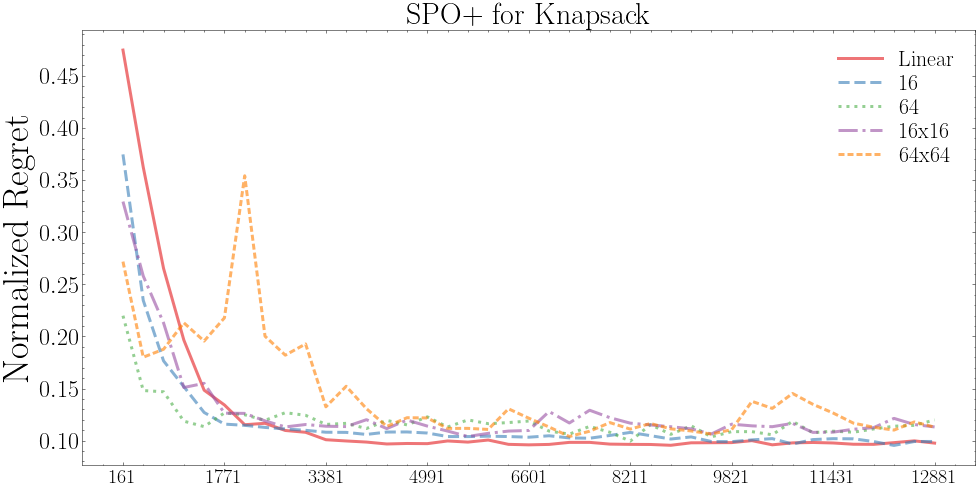 SPO+ for Knapsack
Normalized Regret
0.45
0.40
0.35
0.30
0.25
0.20
0.15
0.10
Linear
16
64
16x16
64x64
161 1771 3381 4991 6601 8211 9821 11431 12881